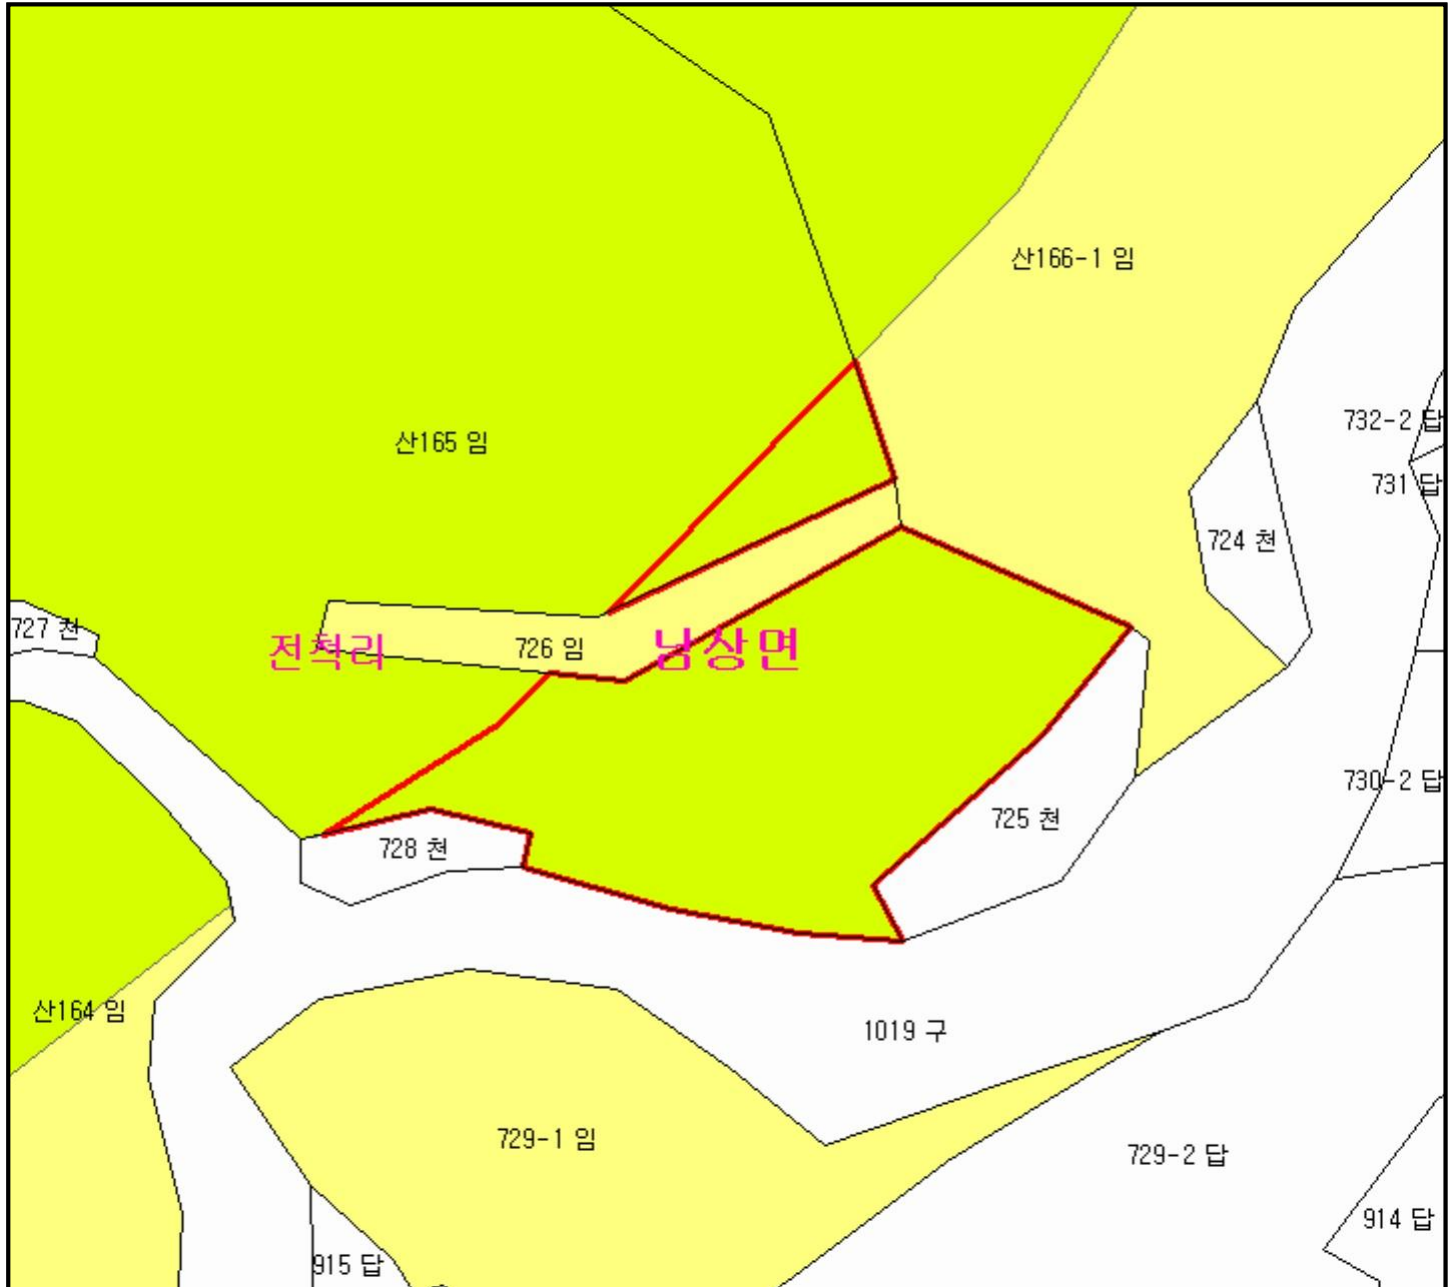 산166-1 임
732-2 답
산165 임
731 답
724 천
727 천
전척리
726 임
남상면
730-2 답
725 천
728 천
산164 임
1019 구
729-1 임
729-2 답
914 답
915 답